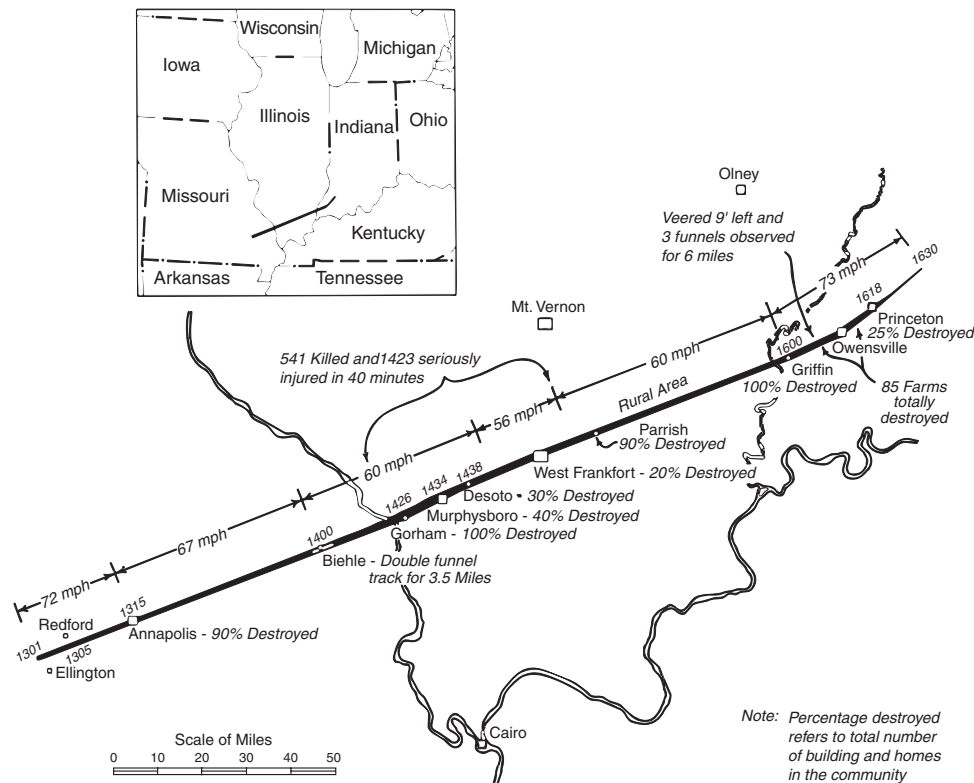 Wisconsin
Michigan
Iowa
Illinois
Indiana
Ohio
Missouri
Kentucky
Arkansas
Tennessee
Olney
Veered 9' left and
3 funnels observed
for 6 miles
73 mph
1630
1618
Mt. Vernon
Princeton
25% Destroyed
Owensville
60 mph
1600
Griffin
100% Destroyed
85 Farms
totally
destroyed
541 Killed and1423 seriously
injured in 40 minutes
Rural Area
56 mph
Parrish
90% Destroyed
60 mph
West Frankfort - 20% Destroyed
1438
Desoto - 30% Destroyed
1434
Murphysboro - 40% Destroyed
1426
Gorham - 100% Destroyed
67 mph
1400
Biehle - Double funnel
track for 3.5 Miles
72 mph
1315
Annapolis - 90% Destroyed
Redford
1301
1305
Ellington
Cairo
Scale of Miles
0 10 20 30 40 50
Note: Percentage destroyed
refers to total number
of building and homes
in the community